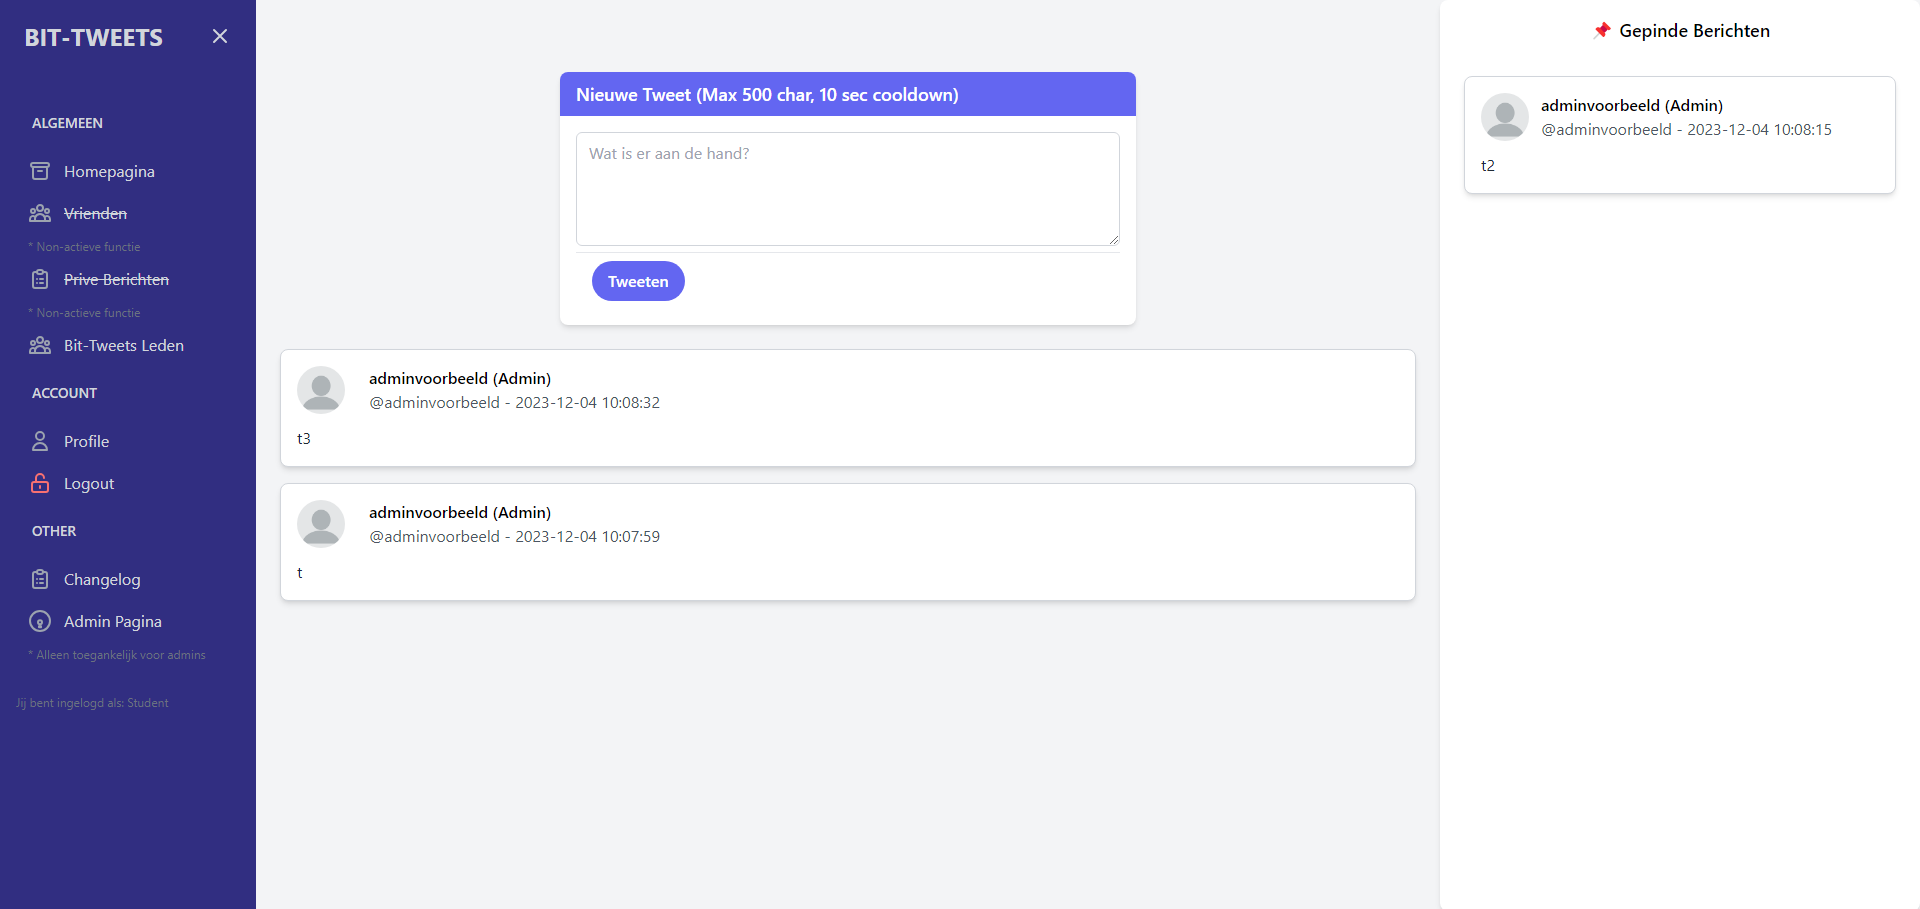 BIT-TWEETS
ALGEMEEN
Homepagina
Vrienden
* Non-actieve functie
Prive Berichten
* Non-actieve functie
Bit-Tweets Leden
ACCOUNT
Profile
Logout
OTHER
Changelog
Admin Pagina
* Alleen toegankelijk voor admins
Jij bent ingelogd als: Student
Nieuwe Tweet (Max 500 char, 10 sec cooldown)
Wat is er aan de hand?
Tweeten
adminvoorbeeld (Admin)
@adminvoorbeeld - 2023-12-04 10:08:32
t3
adminvoorbeeld (Admin)
@adminvoorbeeld - 2023-12-04 10:07:59
t
📌 Gepinde Berichten
adminvoorbeeld (Admin)
@adminvoorbeeld - 2023-12-04 10:08:15
t2